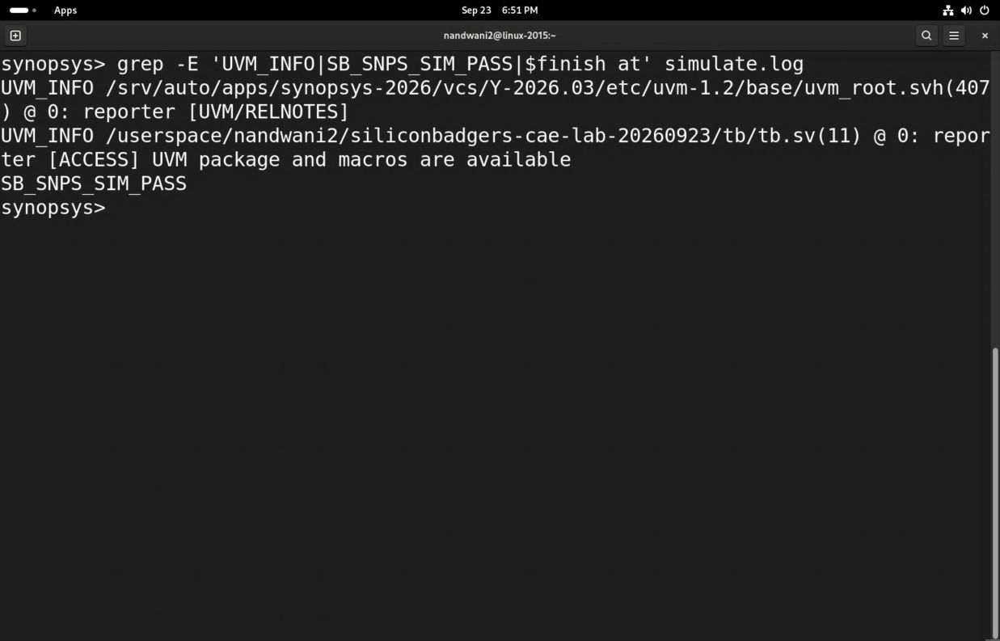 Apps
Sep 23 6:51 PM
nandwani2@linux-2015:~
synopsys> grep -E 'UVM_INFO|SB_SNPS_SIM_PASS|$finish at' simulate.log
UVM_INFO /srv/auto/apps/synopsys-2026/vcs/Y-2026.03/etc/uvm-1.2/base/uvm_root.svh(407
) @ 0: reporter [UVM/RELNOTES]
UVM_INFO /userspace/nandwani2/siliconbadgers-cae-lab-20260923/tb/tb.sv(11) @ 0: repor
ter [ACCESS] UVM package and macros are available
SB_SNPS_SIM_PASS
synopsys>